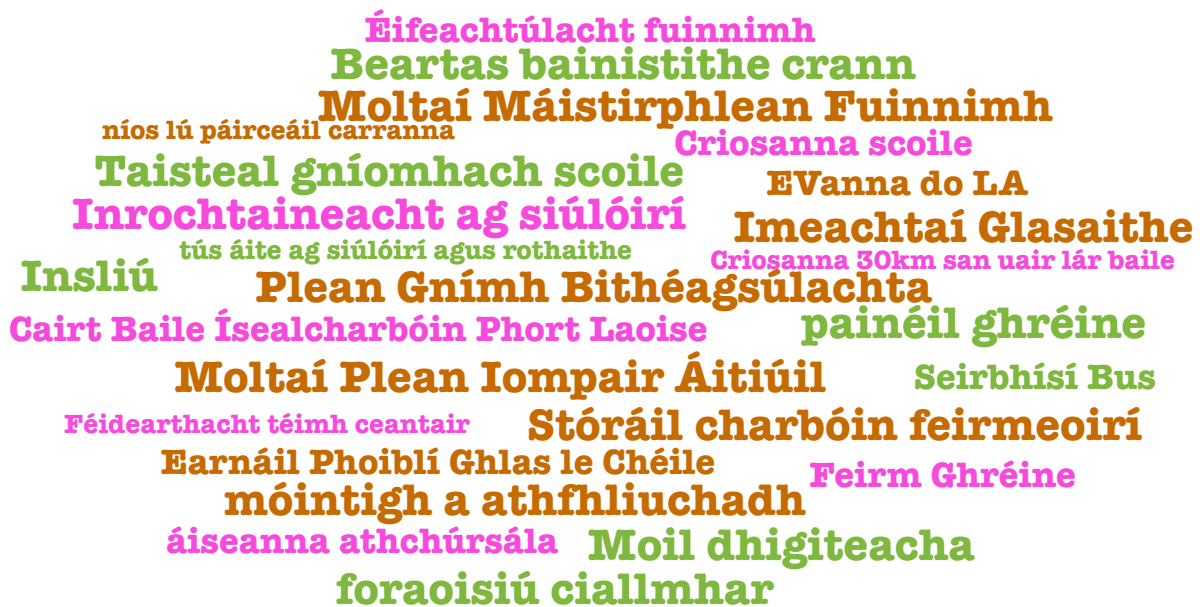 Éifeachtúlacht fuinnimh
Beartas bainistithe crann
Moltaí Máistirphlean Fuinnimh
níos lú páirceáil carranna
Criosanna scoile
Taisteal gníomhach scoile
EVanna do LA
Inrochtaineacht ag siúlóirí
Imeachtaí Glasaithe
tús áite ag siúlóirí agus rothaithe
Criosanna 30km san uair lár baile
Insliú
Plean Gnímh Bithéagsúlachta
Cairt Baile Ísealcharbóin Phort Laoise
painéil ghréine
Moltaí Plean Iompair Áitiúil
Seirbhísí Bus
Féidearthacht téimh ceantair
Stóráil charbóin feirmeoirí
Earnáil Phoiblí Ghlas le Chéile
Feirm Ghréine
móintigh a athfhliuchadh
áiseanna athchúrsála
Moil dhigiteacha
foraoisiú ciallmhar